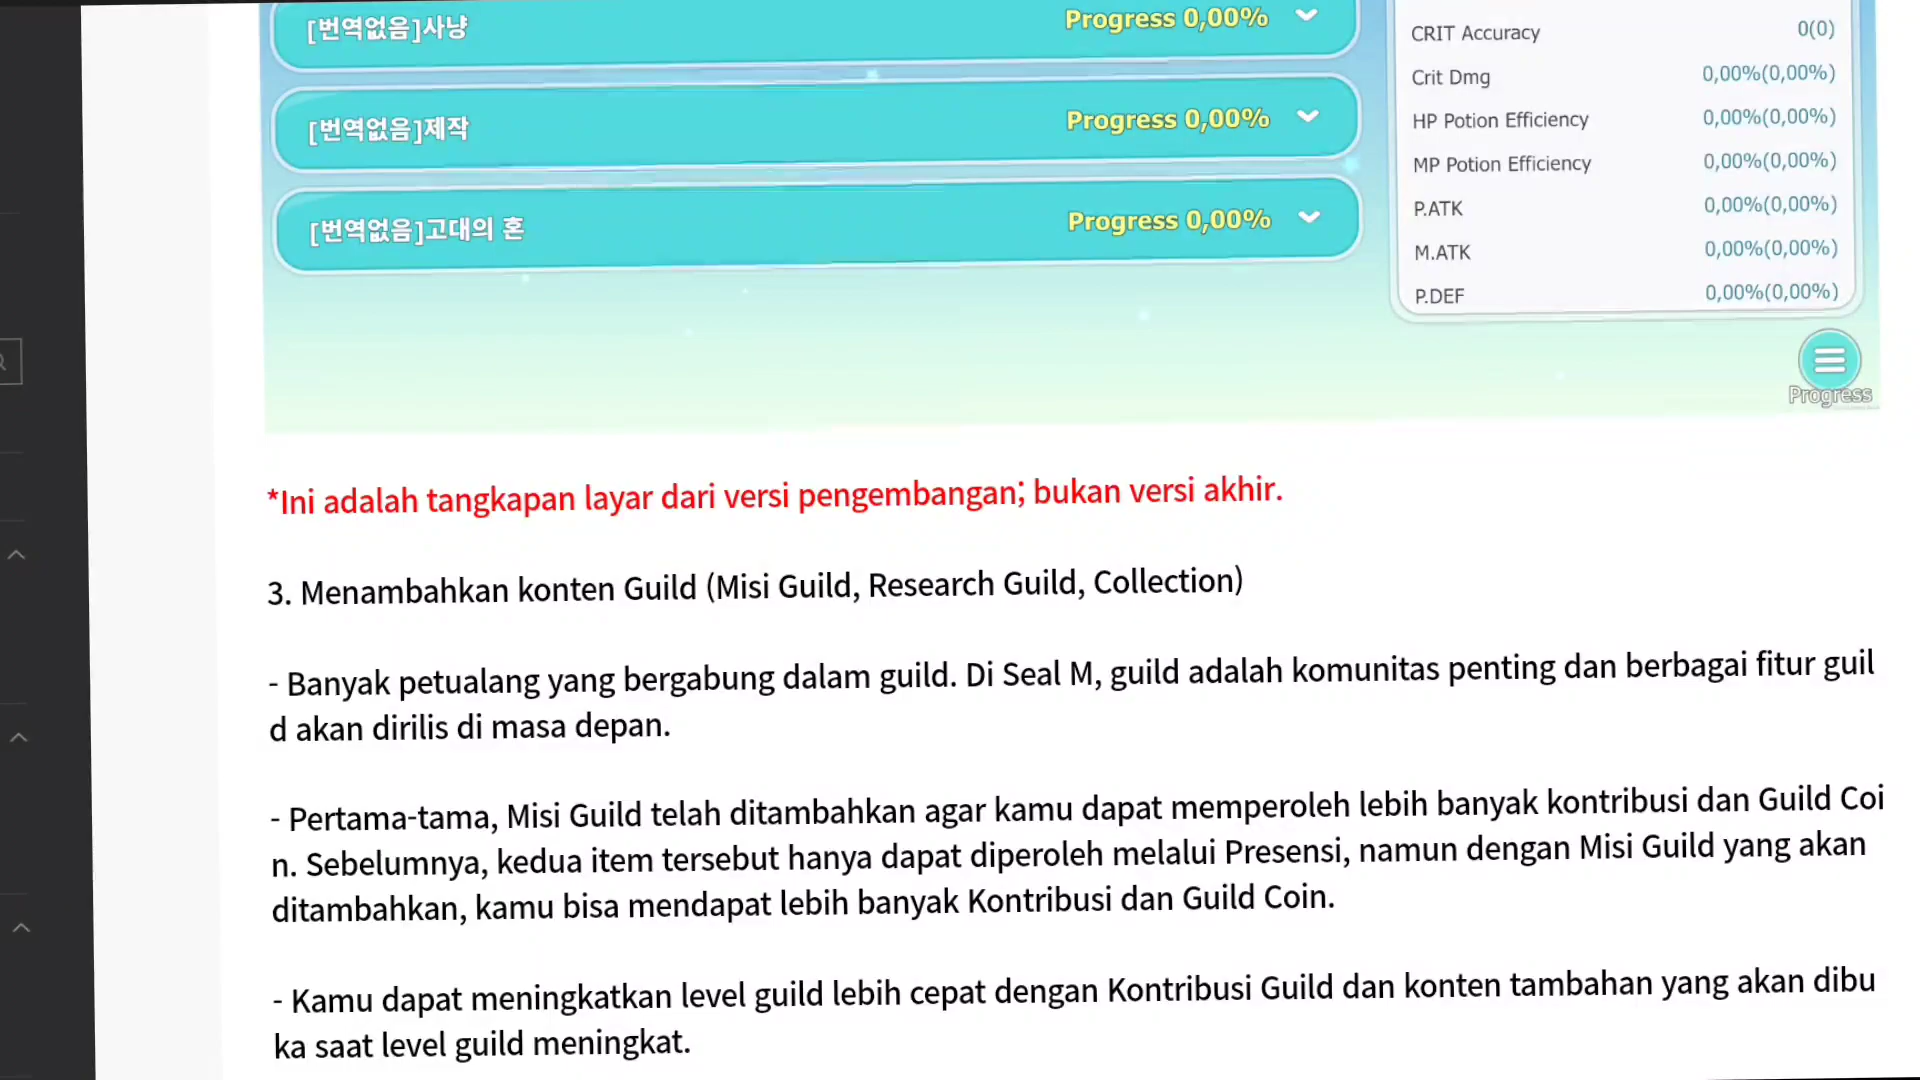 [번역없음]사냥 Progress 0,00%
[번역없음]제작 Progress 0,00%
[번역없음]고대의 혼 Progress 0,00%
CRIT Accuracy 0(0)
Crit Dmg 0,00%(0,00%)
HP Potion Efficiency 0,00%(0,00%)
MP Potion Efficiency 0,00%(0,00%)
P.ATK 0,00%(0,00%)
M.ATK 0,00%(0,00%)
P.DEF 0,00%(0,00%)
Progress
*Ini adalah tangkapan layar dari versi pengembangan; bukan versi akhir.
3. Menambahkan konten Guild (Misi Guild, Research Guild, Collection)
- Banyak petualang yang bergabung dalam guild. Di Seal M, guild adalah komunitas penting dan berbagai fitur guil
d akan dirilis di masa depan.
- Pertama-tama, Misi Guild telah ditambahkan agar kamu dapat memperoleh lebih banyak kontribusi dan Guild Coi
n. Sebelumnya, kedua item tersebut hanya dapat diperoleh melalui Presensi, namun dengan Misi Guild yang akan
ditambahkan, kamu bisa mendapat lebih banyak Kontribusi dan Guild Coin.
- Kamu dapat meningkatkan level guild lebih cepat dengan Kontribusi Guild dan konten tambahan yang akan dibu
ka saat level guild meningkat.